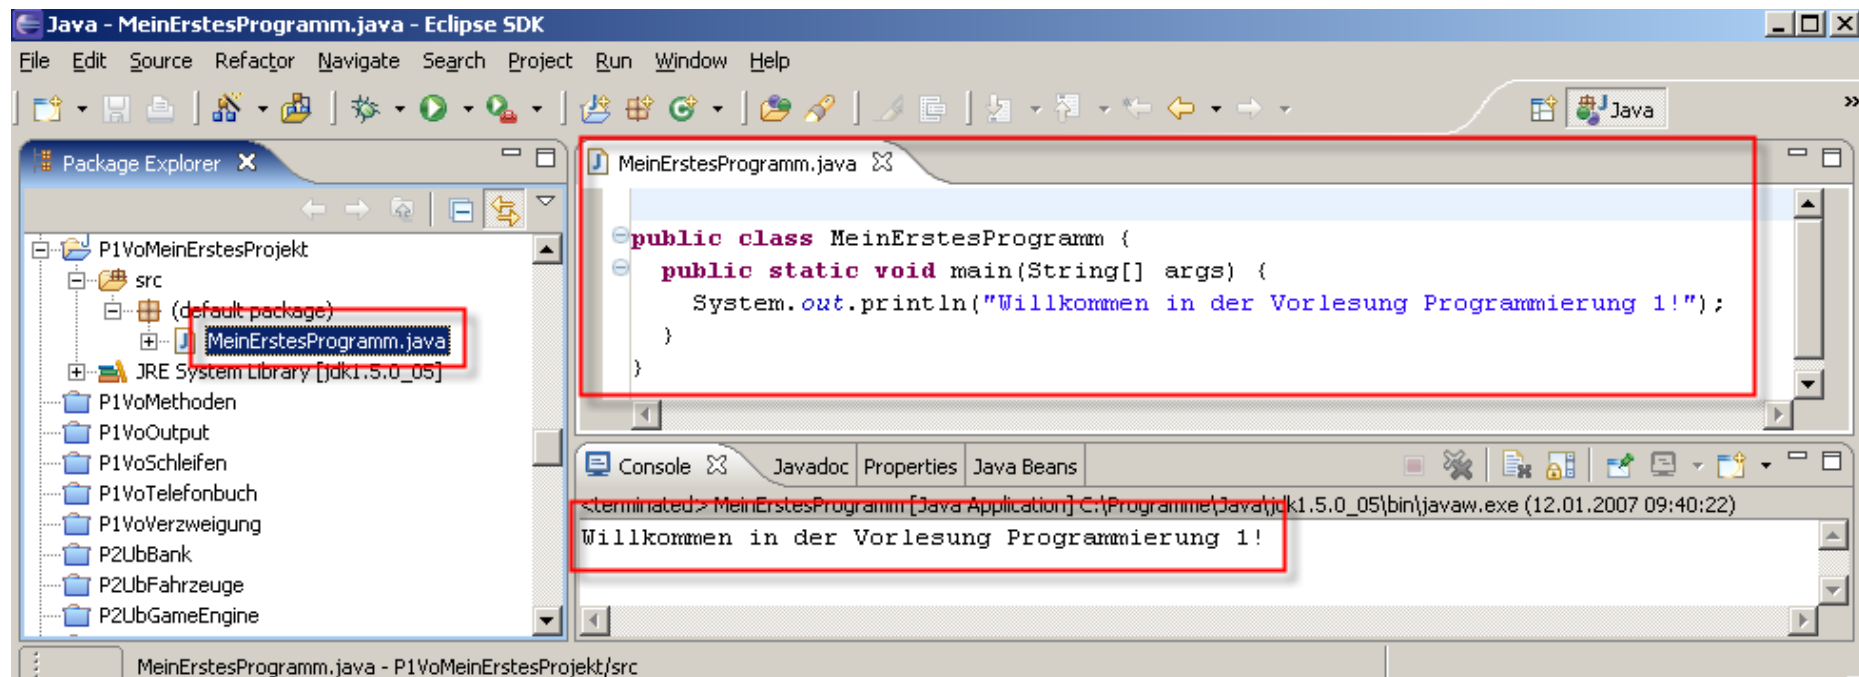 Java - MeinErstesProgramm.java - Eclipse SDK
File Edit Source Refactor Navigate Search Project Run Window Help
Java
Package Explorer
P1VoMeinErstesProjekt
src
(default package)
MeinErstesProgramm.java
JRE System Library [jdk1.5.0_05]
P1VoMethoden
P1VoOutput
P1VoSchleifen
P1VoTelefonbuch
P1VoVerzweigung
P2UbBank
P2UbFahrzeuge
P2UbGameEngine
MeinErstesProgramm.java
public class MeinErstesProgramm {
public static void main(String[] args) {
System.out.println("Willkommen in der Vorlesung Programmierung 1!");
}
}
Console Javadoc Properties Java Beans
<terminated> MeinErstesProgramm [Java Application] C:\Programme\Java\jdk1.5.0_05\bin\javaw.exe (12.01.2007 09:40:22)
Willkommen in der Vorlesung Programmierung 1!
MeinErstesProgramm.java - P1VoMeinErstesProjekt/src